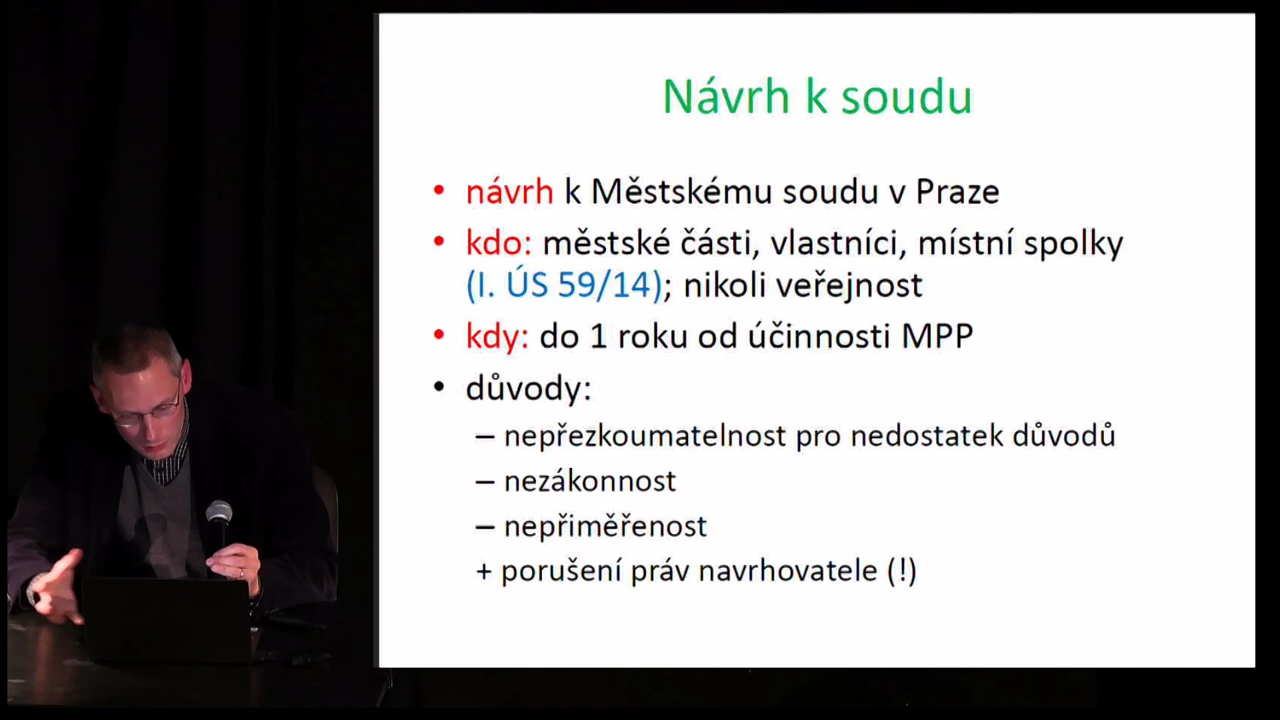 Návrh k soudu
• návrh k Městskému soudu v Praze
• kdo: městské části, vlastníci, místní spolky
(I. ÚS 59/14); nikoli veřejnost
• kdy: do 1 roku od účinnosti MPP
• důvody:
– nepřezkoumatelnost pro nedostatek důvodů
– nezákonnost
– nepřiměřenost
+ porušení práv navrhovatele (!)